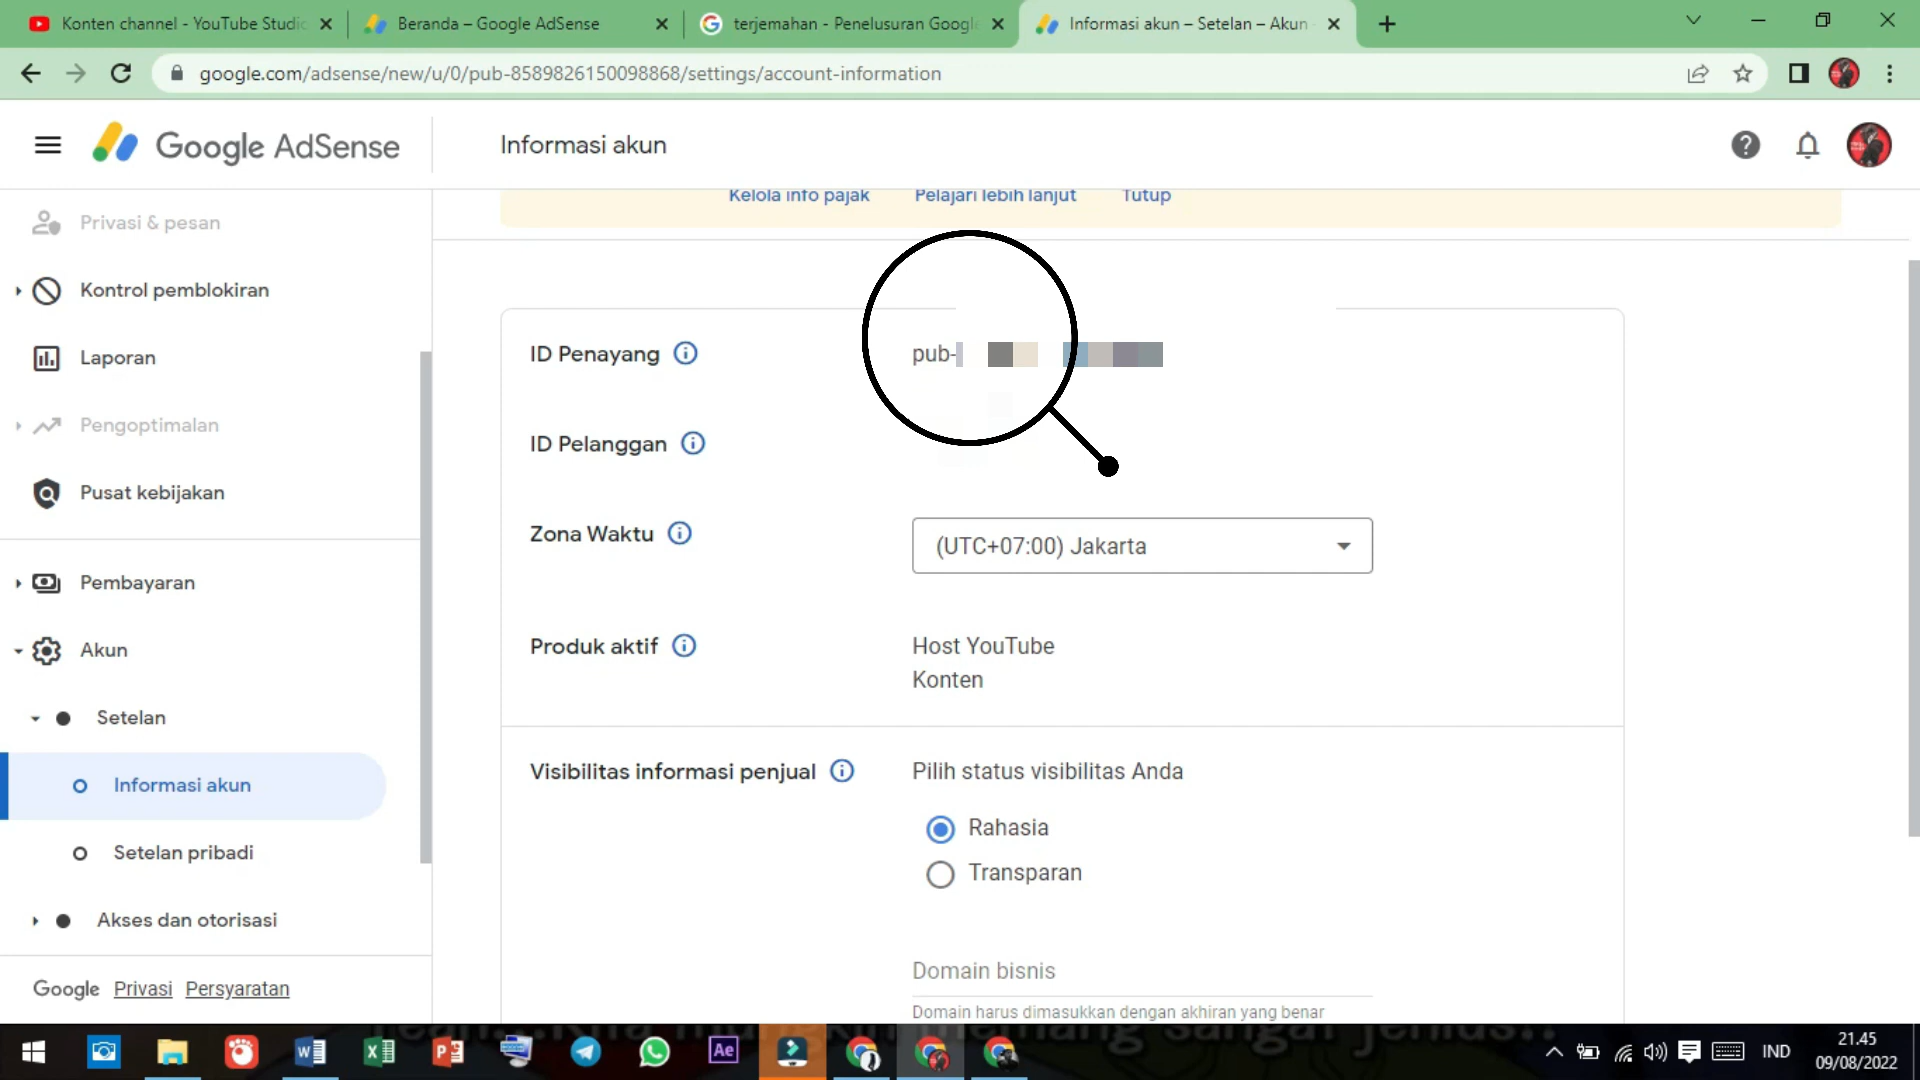 Konten channel - YouTube Studio
Beranda – Google AdSense
terjemahan - Penelusuran Google
Informasi akun – Setelan – Akun
google.com/adsense/new/u/0/pub-8589826150098868/settings/account-information
Google AdSense
Informasi akun
Kelola info pajak Pelajari lebih lanjut Tutup
Privasi & pesan
Kontrol pemblokiran
Laporan
Pengoptimalan
Pusat kebijakan
Pembayaran
Akun
Setelan
Informasi akun
Setelan pribadi
Akses dan otorisasi
Google Privasi Persyaratan
ID Penayang
pub-
ID Pelanggan
Zona Waktu
(UTC+07:00) Jakarta
Produk aktif
Host YouTube
Konten
Visibilitas informasi penjual
Pilih status visibilitas Anda
Rahasia
Transparan
Domain bisnis
Domain harus dimasukkan dengan akhiran yang benar
Ae
IND
21.45
09/08/2022